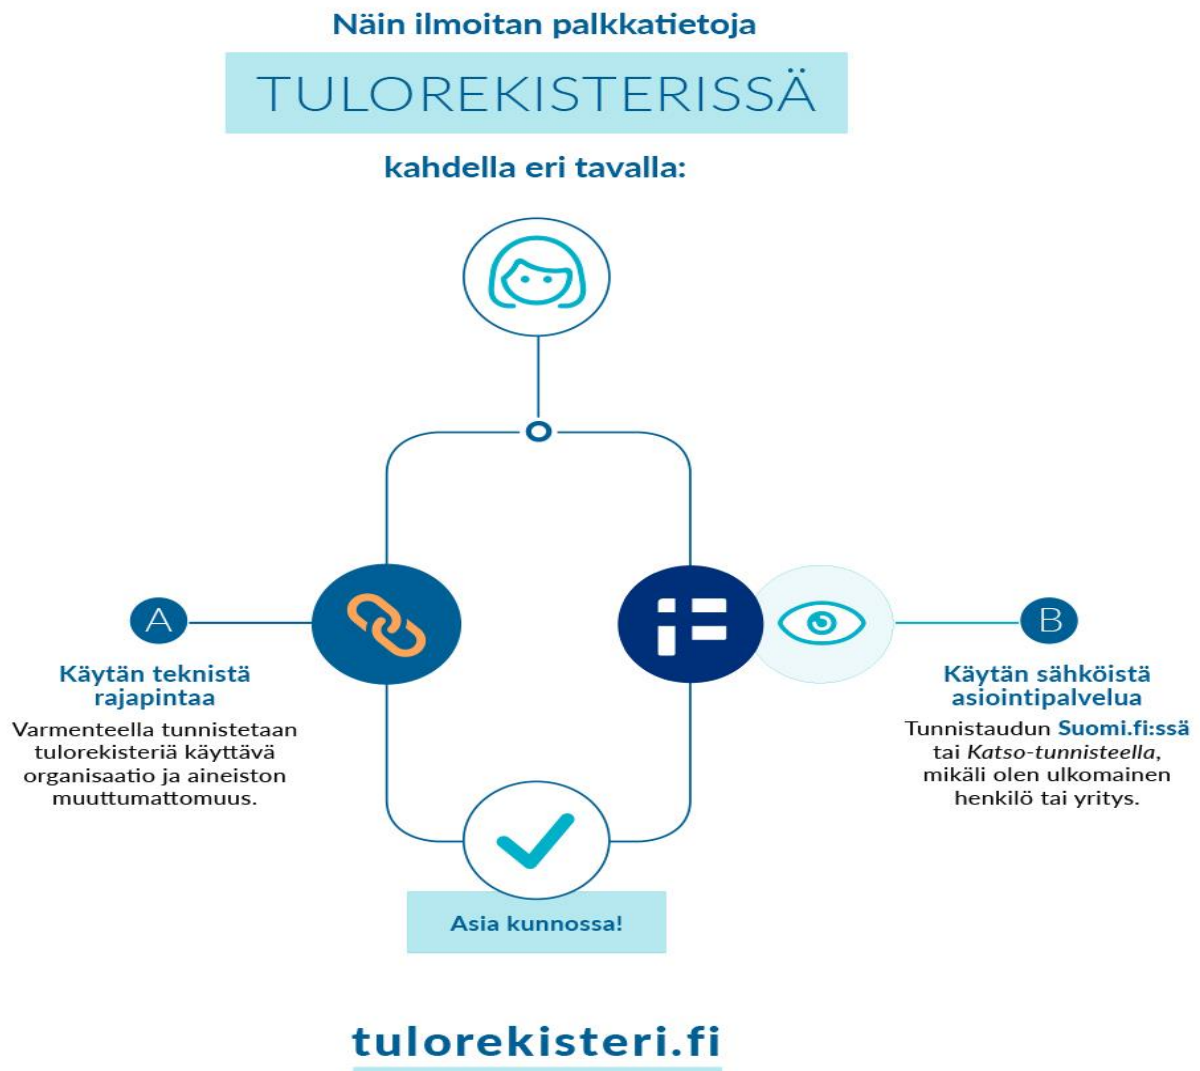 Näin ilmoitan palkkatietoja
TULOREKISTERISSÄ
kahdella eri tavalla:
A
Käytän teknistä
rajapintaa
Varmenteella tunnistetaan
tulorekisteriä käyttävä
organisaatio ja aineiston
muuttumattomuus.
B
Käytän sähköistä
asiointipalvelua
Tunnistaudun Suomi.fi:ssä
tai Katso-tunnisteella,
mikäli olen ulkomainen
henkilö tai yritys.
Asia kunnossa!
tulorekisteri.fi